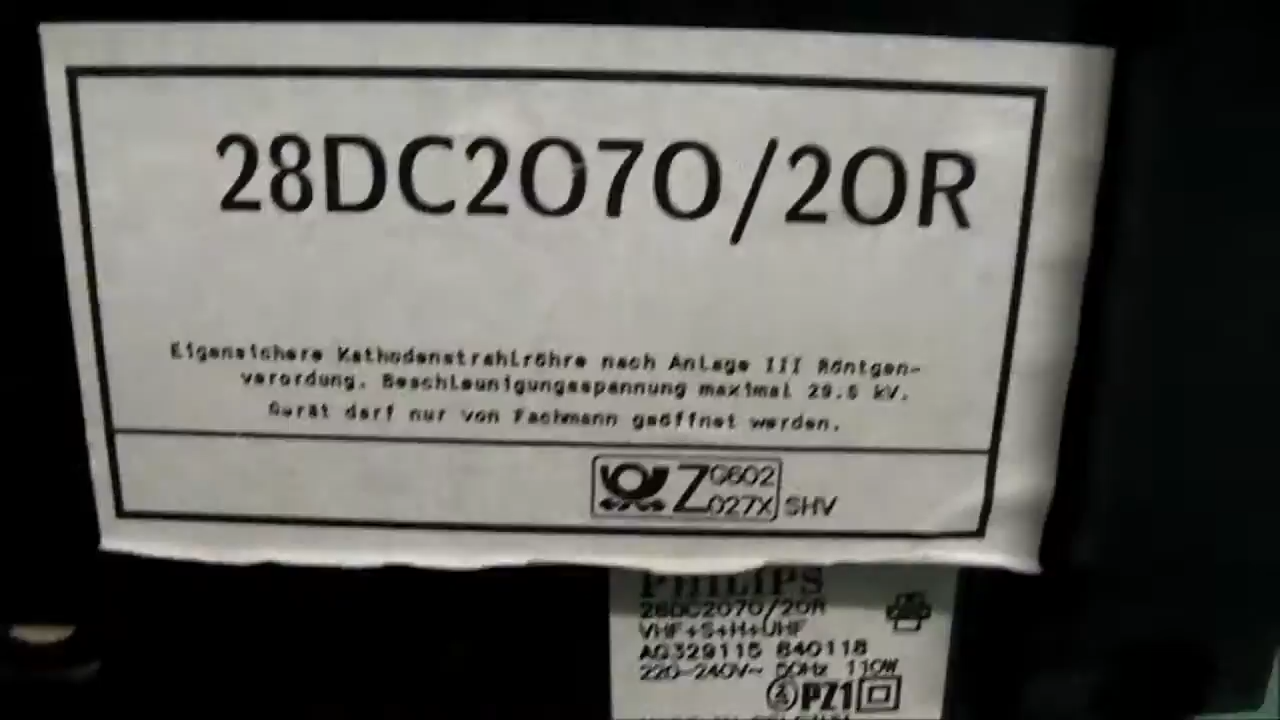 28DC2070/20R
Eigensichere Kathodenstrahlröhre nach Anlage III Röntgen-
verordung. Beschleunigungsspannung maximal 29.5 kV.
Gerät darf nur von Fachmann geöffnet werden.
Z G602
027X SHV
PHILIPS
28DC2070/20R
VHF+S+H+UHF
AG329115 840118
220-240V~ 50Hz 110W
PZ1